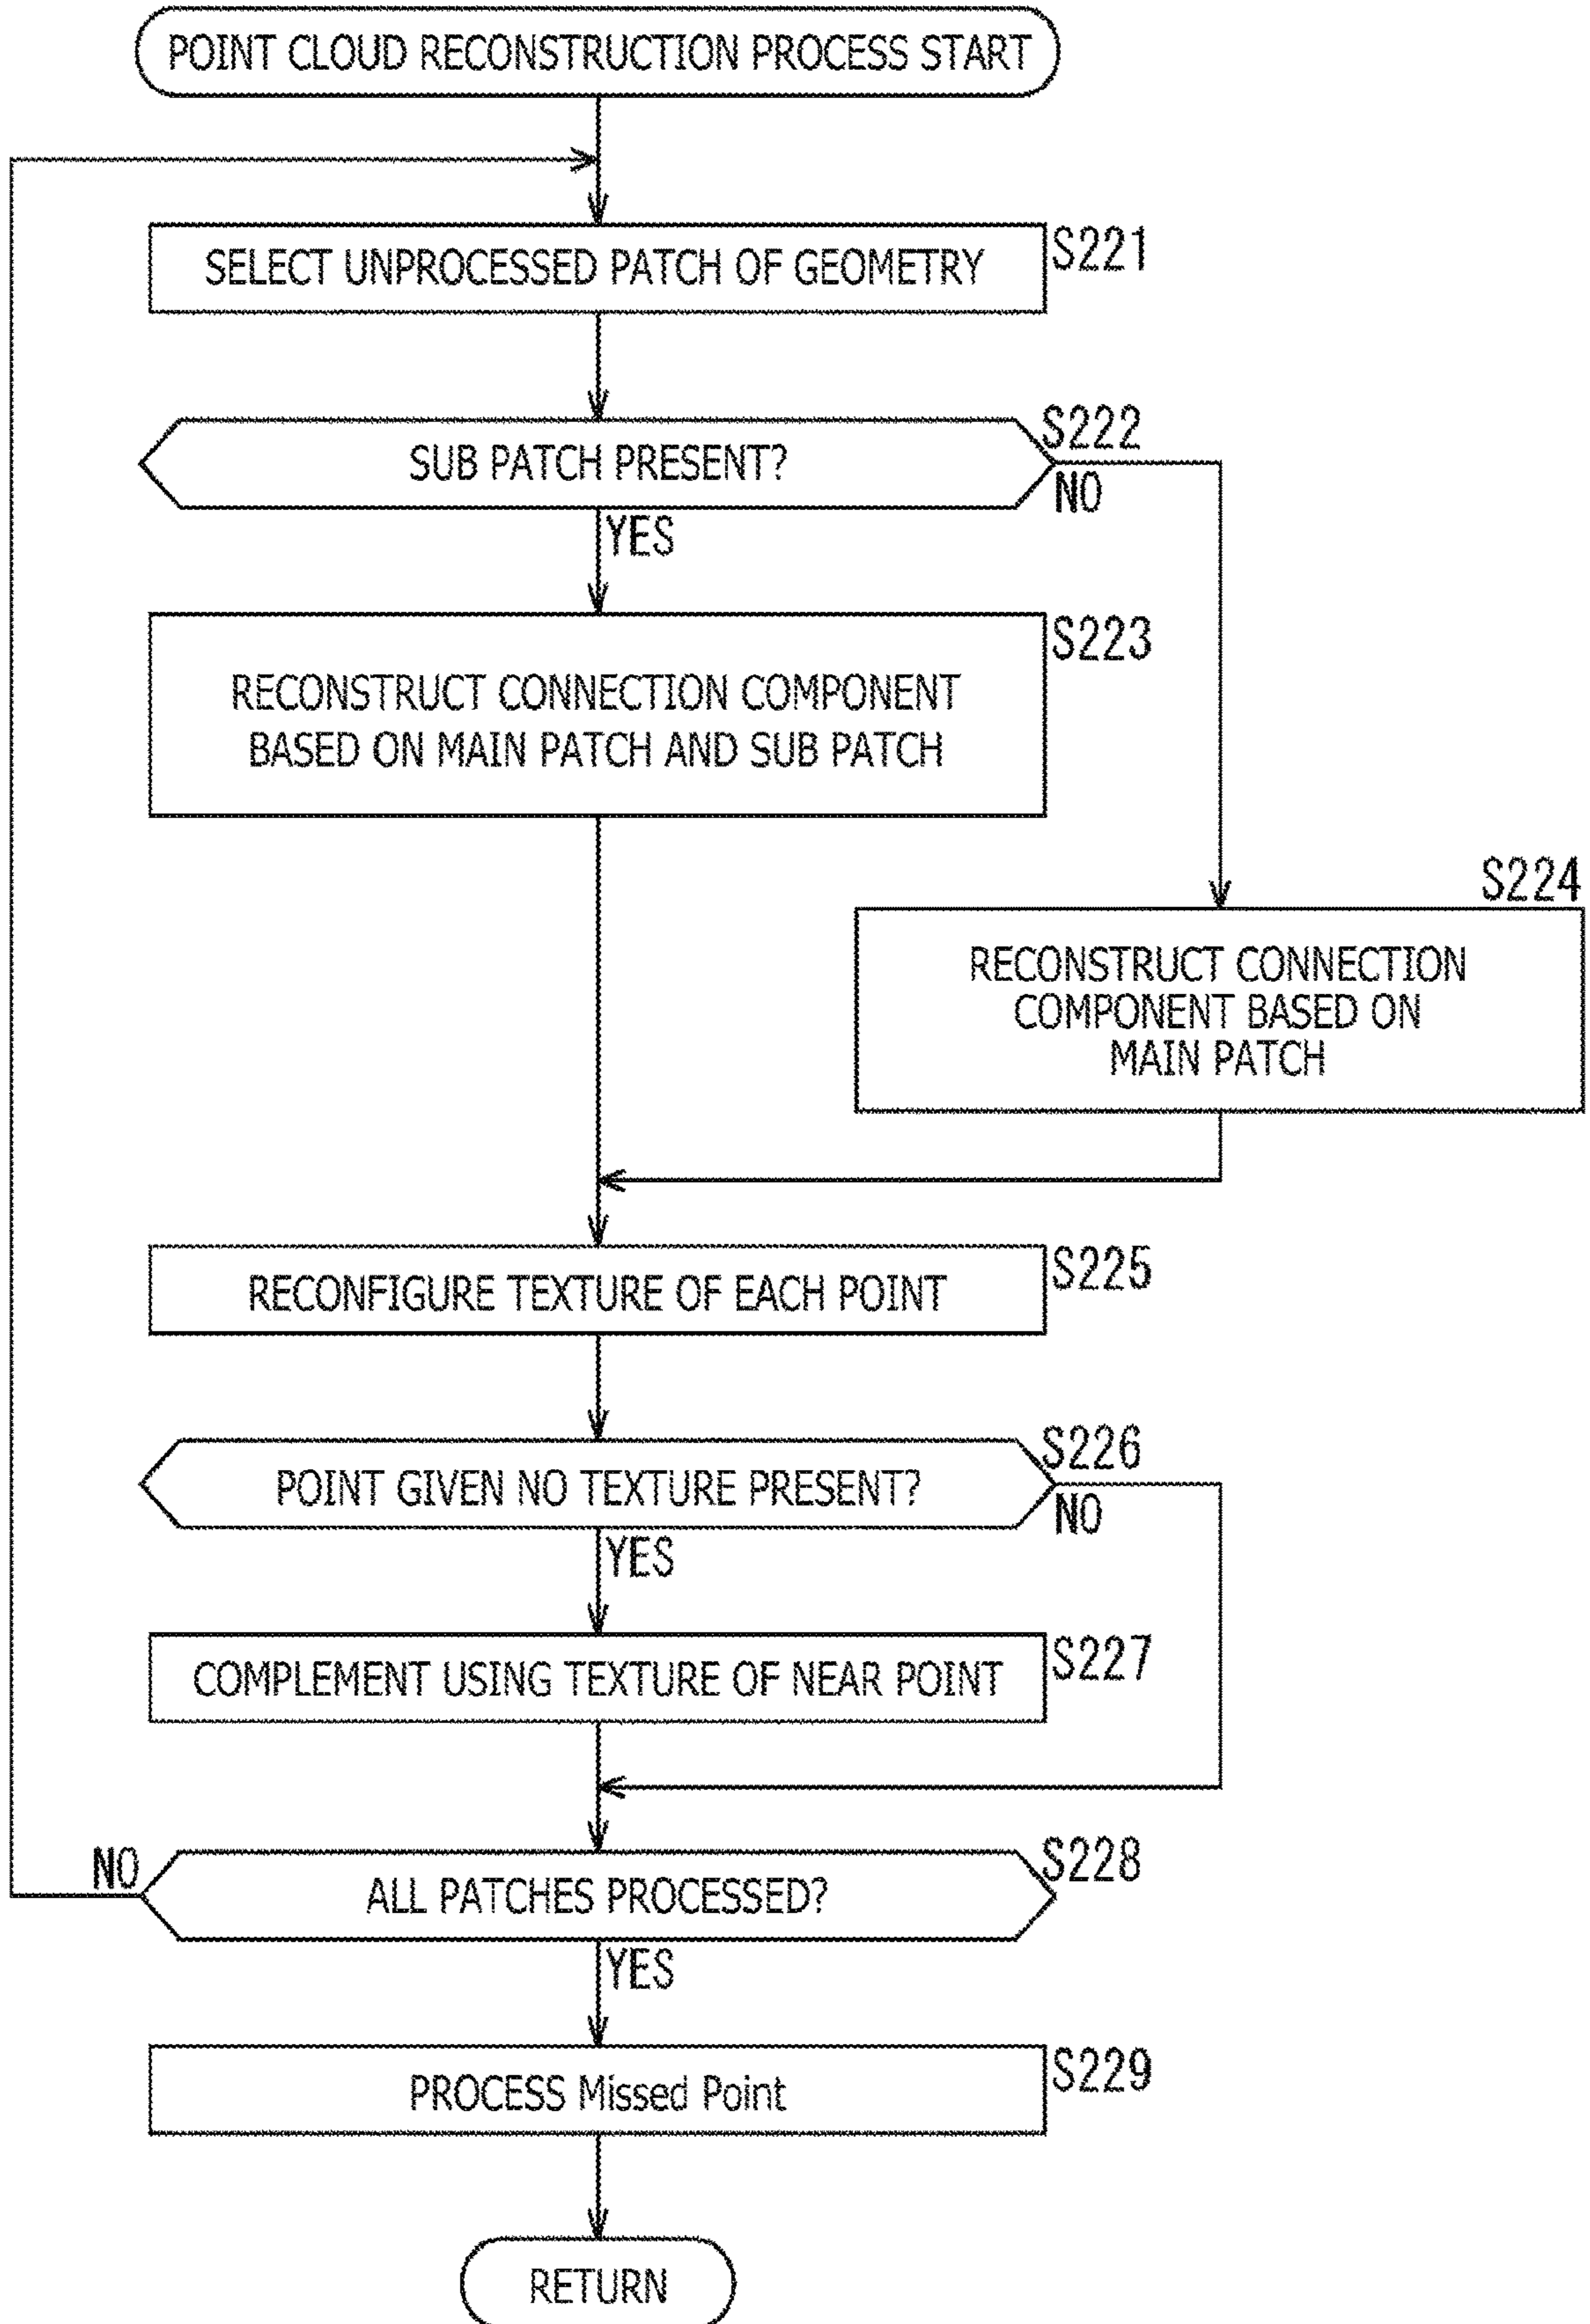 POINT CLOUD RECONSTRUCTION PROCESS START
SELECT UNPROCESSED PATCH OF GEOMETRY
S221
SUB PATCH PRESENT?
S222
NO
YES
RECONSTRUCT CONNECTION COMPONENT
BASED ON MAIN PATCH AND SUB PATCH
S223
S224
RECONSTRUCT CONNECTION
COMPONENT BASED ON
MAIN PATCH
RECONFIGURE TEXTURE OF EACH POINT
S225
POINT GIVEN NO TEXTURE PRESENT?
S226
NO
YES
COMPLEMENT USING TEXTURE OF NEAR POINT
S227
NO
ALL PATCHES PROCESSED?
S228
YES
PROCESS Missed Point
S229
RETURN